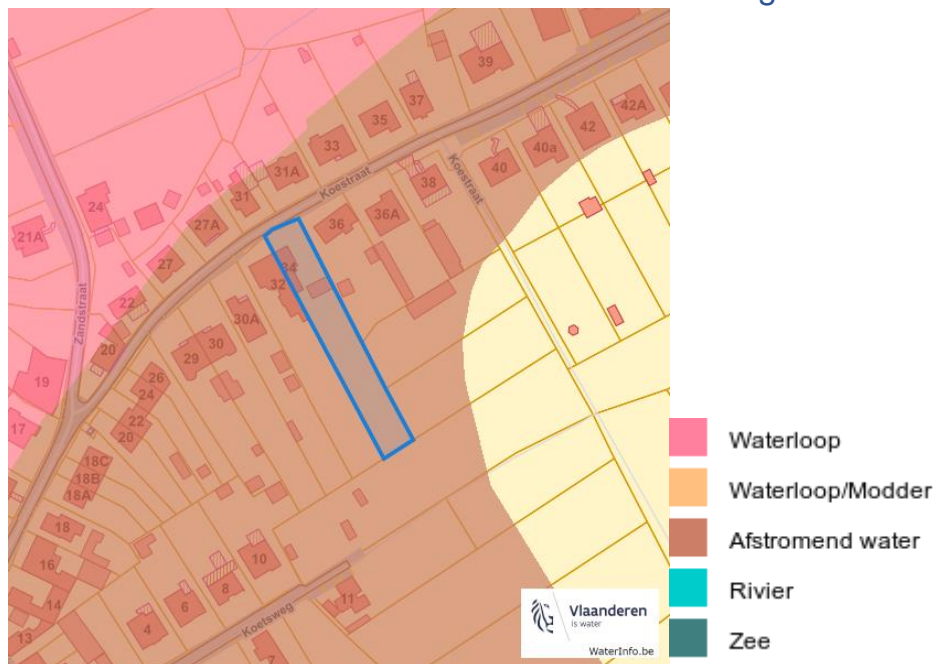 g
39
37
35
33
31A
31
27A
27
24
21A
22
20
19
17
Zandstraat
Koestraat
Koestraat
42A
42
40a
40
38
36A
36
34
32
30A
30
29
26
24
22
20
18C
18B
18A
18
16
14
13
10
8
6
4
11
7
Koetsweg
Vlaanderen
is water
WaterInfo.be
Waterloop
Waterloop/Modder
Afstromend water
Rivier
Zee